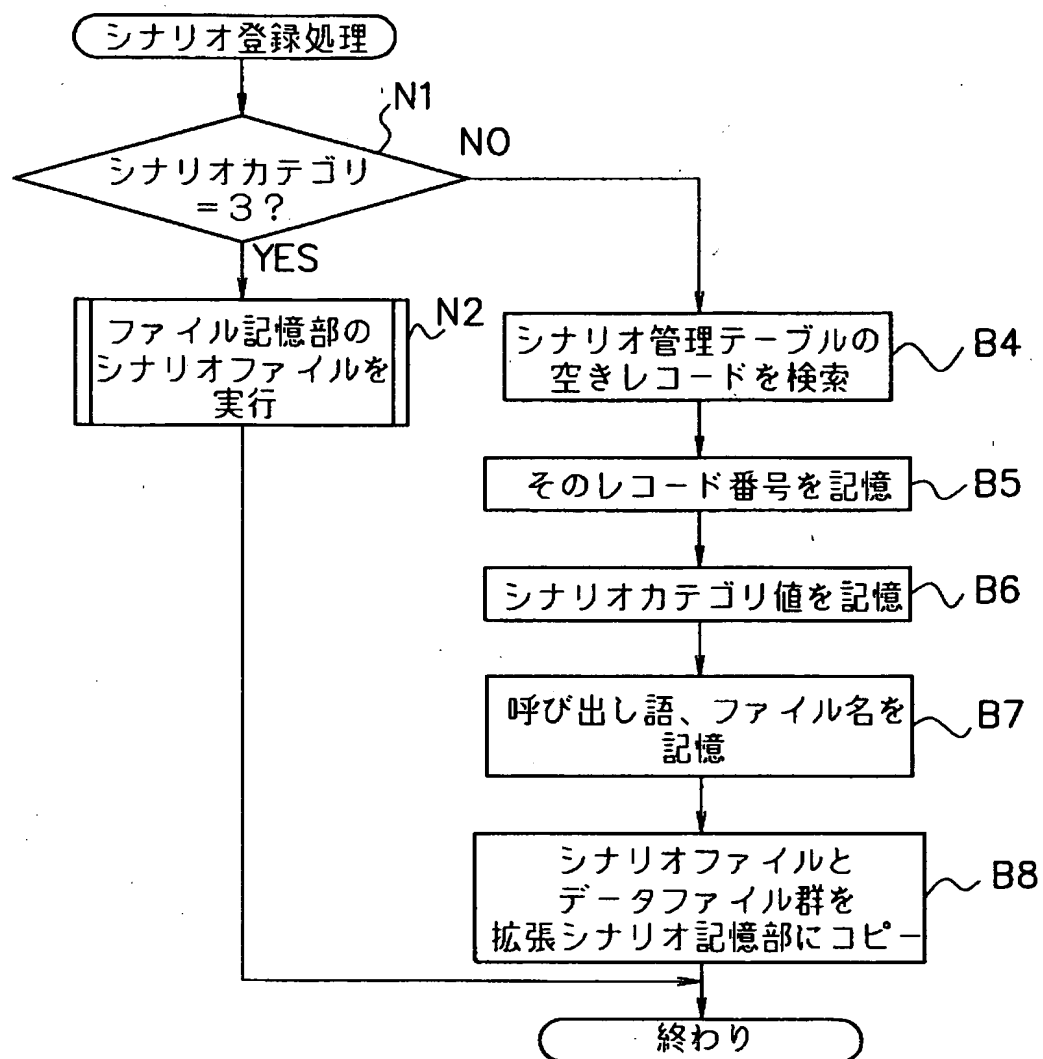 シナリオ登録処理
N1
NO
シナリオカテゴリ
=3?
YES
ファイル記憶部の
シナリオファイルを
実行
N2
シナリオ管理テーブルの
空きレコードを検索
B4
そのレコード番号を記憶
B5
シナリオカテゴリ値を記憶
B6
呼び出し語、ファイル名を
記憶
B7
シナリオファイルと
データファイル群を
拡張シナリオ記憶部にコピー
B8
終わり